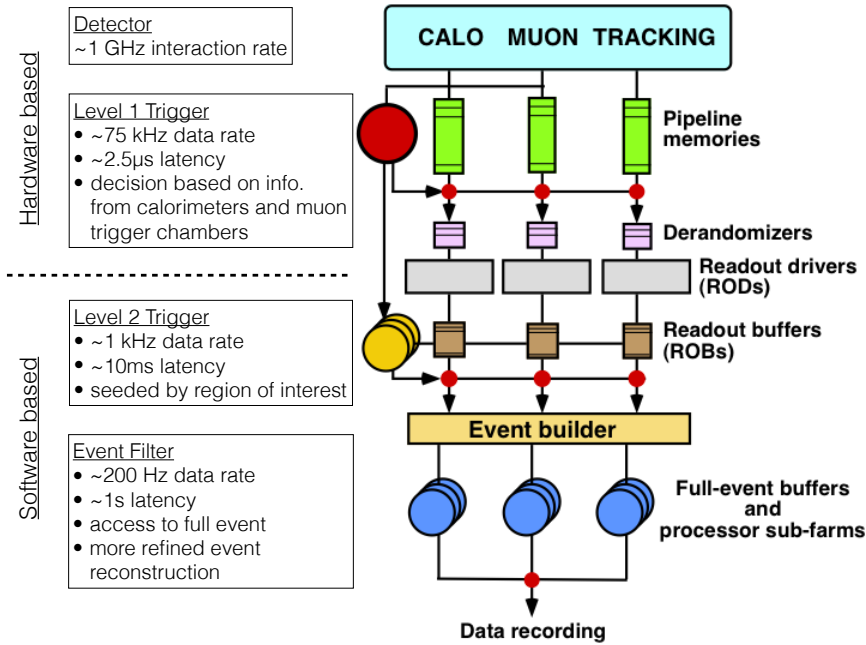 Hardware based
Software based
Detector
~1 GHz interaction rate
Level 1 Trigger
• ~75 kHz data rate
• ~2.5µs latency
• decision based on info.
from calorimeters and muon
trigger chambers
Level 2 Trigger
• ~1 kHz data rate
• ~10ms latency
• seeded by region of interest
Event Filter
• ~200 Hz data rate
• ~1s latency
• access to full event
• more refined event
reconstruction
CALO MUON TRACKING
Pipeline
memories
Derandomizers
Readout drivers
(RODs)
Readout buffers
(ROBs)
Event builder
Full-event buffers
and
processor sub-farms
Data recording